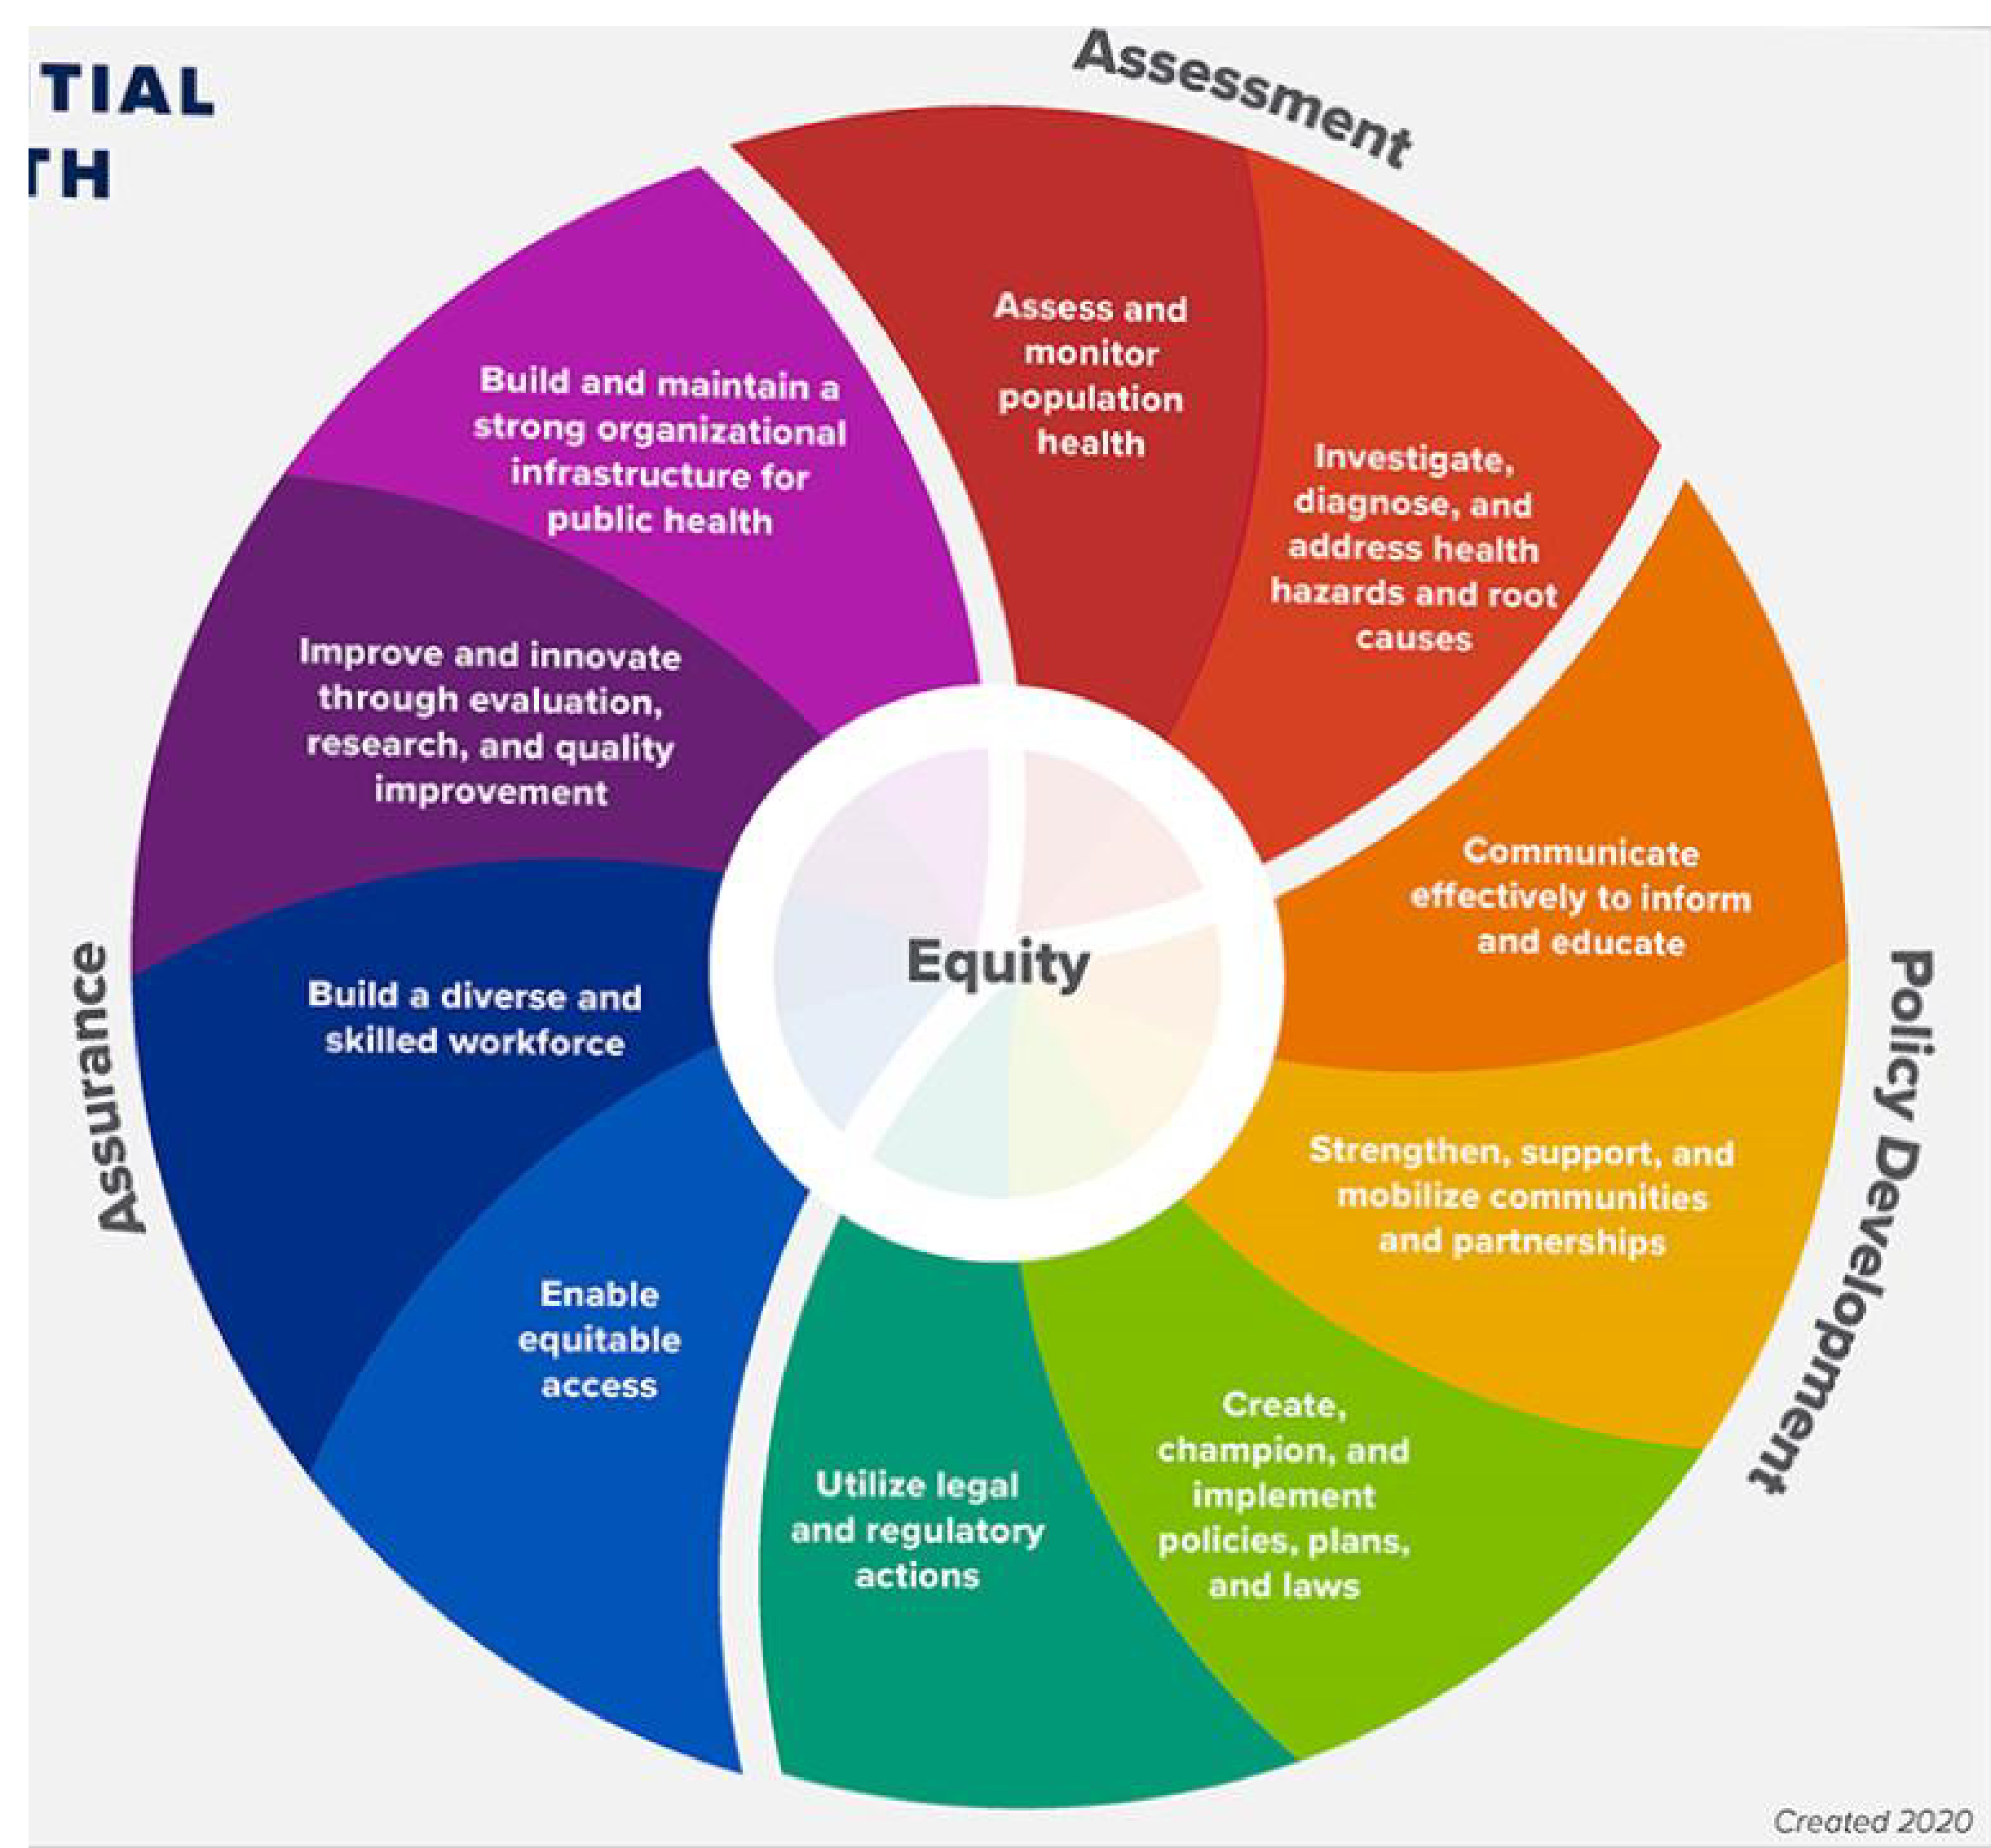 TIAL
TH
Assessment
Assess and
monitor
population
health
Investigate,
diagnose, and
address health
hazards and root
causes
Communicate
effectively to inform
and educate
Strengthen, support, and
mobilize communities
and partnerships
Policy Development
Create,
champion, and
implement
policies, plans,
and laws
Utilize legal
and regulatory
actions
Enable
equitable
access
Build a diverse and
skilled workforce
Assurance
Improve and innovate
through evaluation,
research, and quality
improvement
Build and maintain a
strong organizational
infrastructure for
public health
Equity
Created 2020